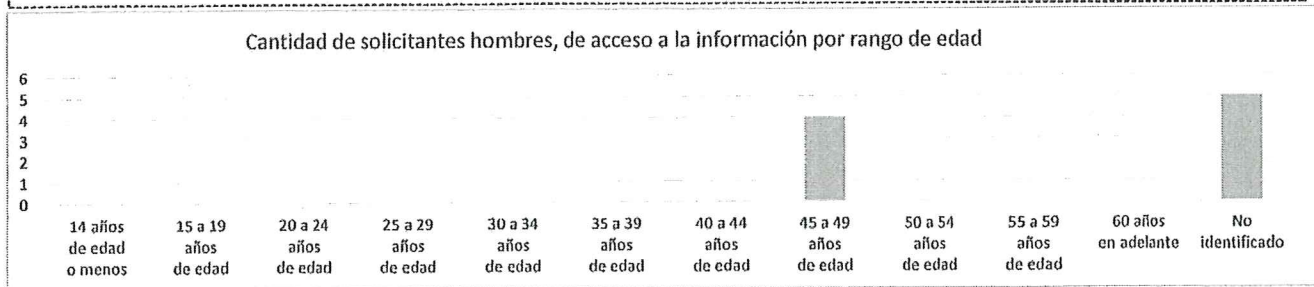 Cantidad de solicitantes hombres, de acceso a la información por rango de edad
6
5
4
3
2
1
0
14 años de edad o menos
15 a 19 años de edad
20 a 24 años de edad
25 a 29 años de edad
30 a 34 años de edad
35 a 39 años de edad
40 a 44 años de edad
45 a 49 años de edad
50 a 54 años de edad
55 a 59 años de edad
60 años en adelante
No identificado